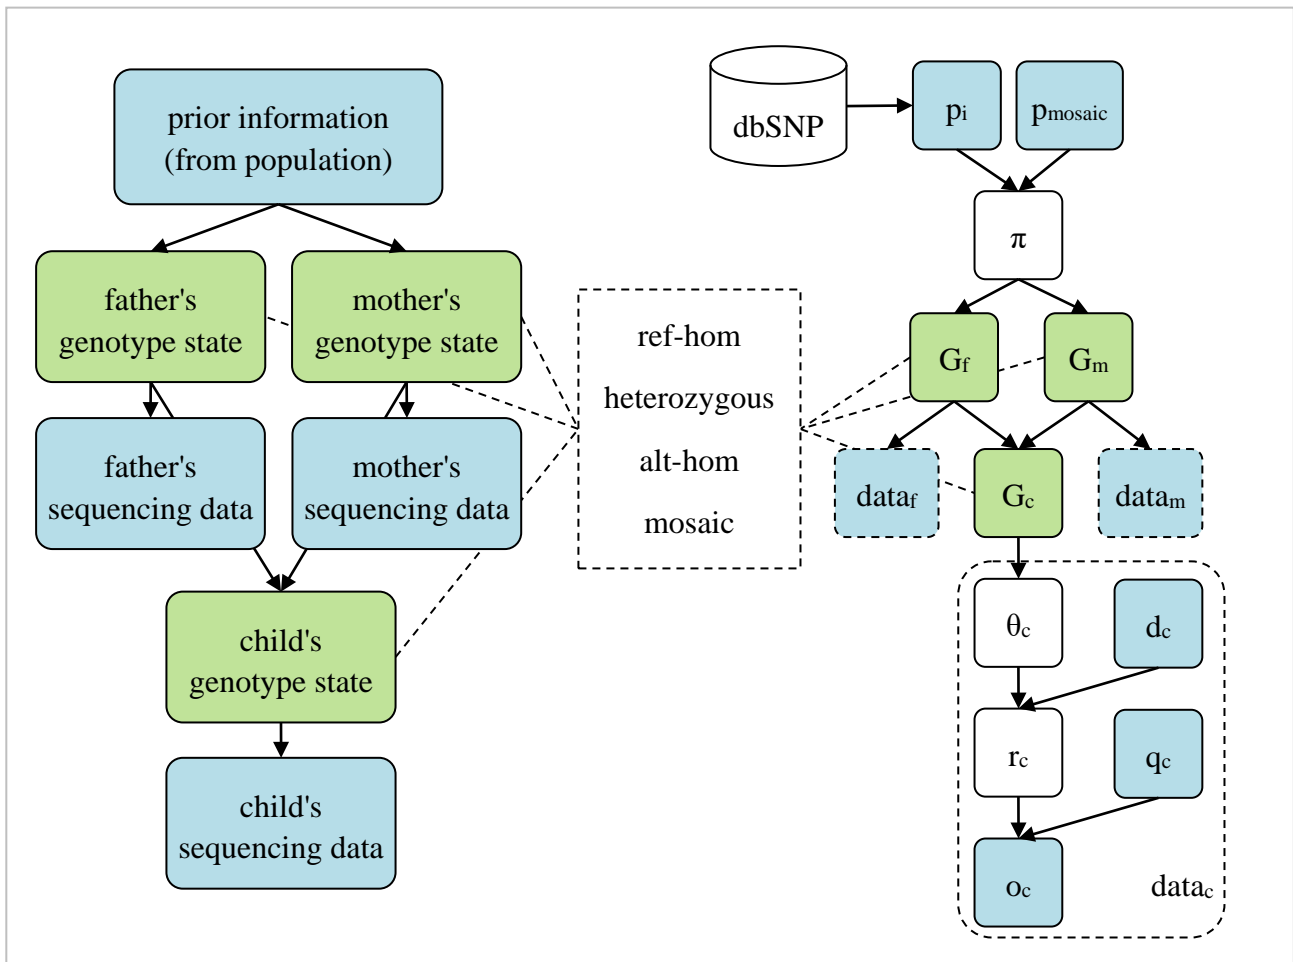 prior information
(from population)
father's
genotype state
mother's
genotype state
father's
sequencing data
mother's
sequencing data
child's
genotype state
child's
sequencing data
ref-hom
heterozygous
alt-hom
mosaic
dbSNP
pi
pmosaic
π
Gf
Gm
dataf
Gc
datam
θc
dc
rc
qc
oc
datac